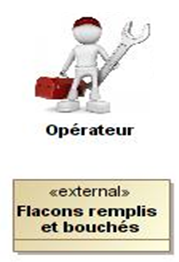 Opérateur
«external»
Flacons remplis
et bouchés